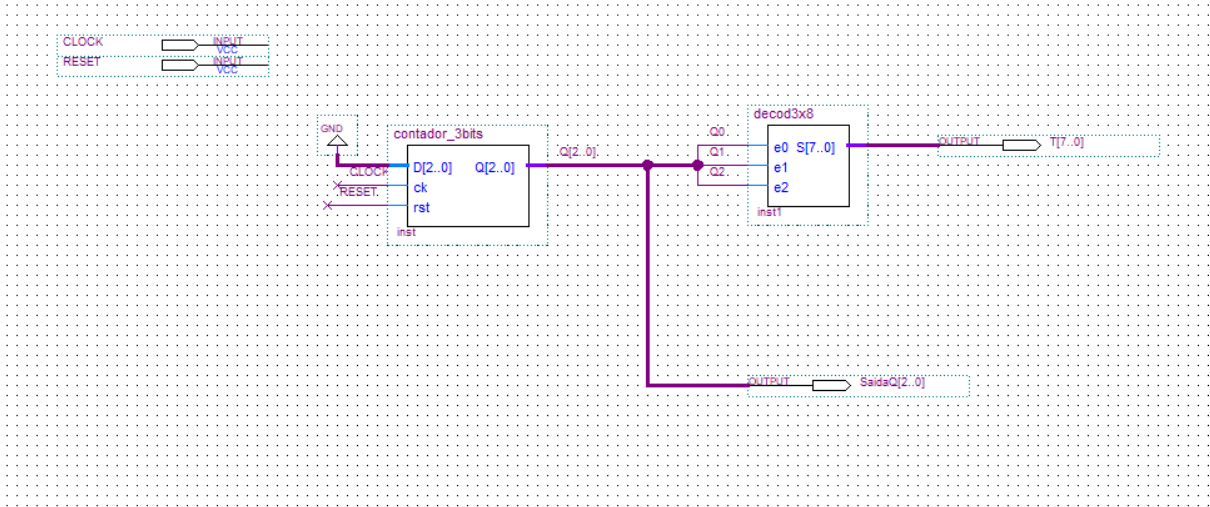 CLOCK INPUT
VCC
RESET INPUT
VCC
GND
contador_3bits
D[2..0] Q[2..0]
CLOCK
ck
RESET
rst
inst
Q[2..0]
decod3x8
Q0
e0 S[7..0]
Q1
e1
Q2
e2
inst1
OUTPUT T[7..0]
OUTPUT SaidaQ[2..0]